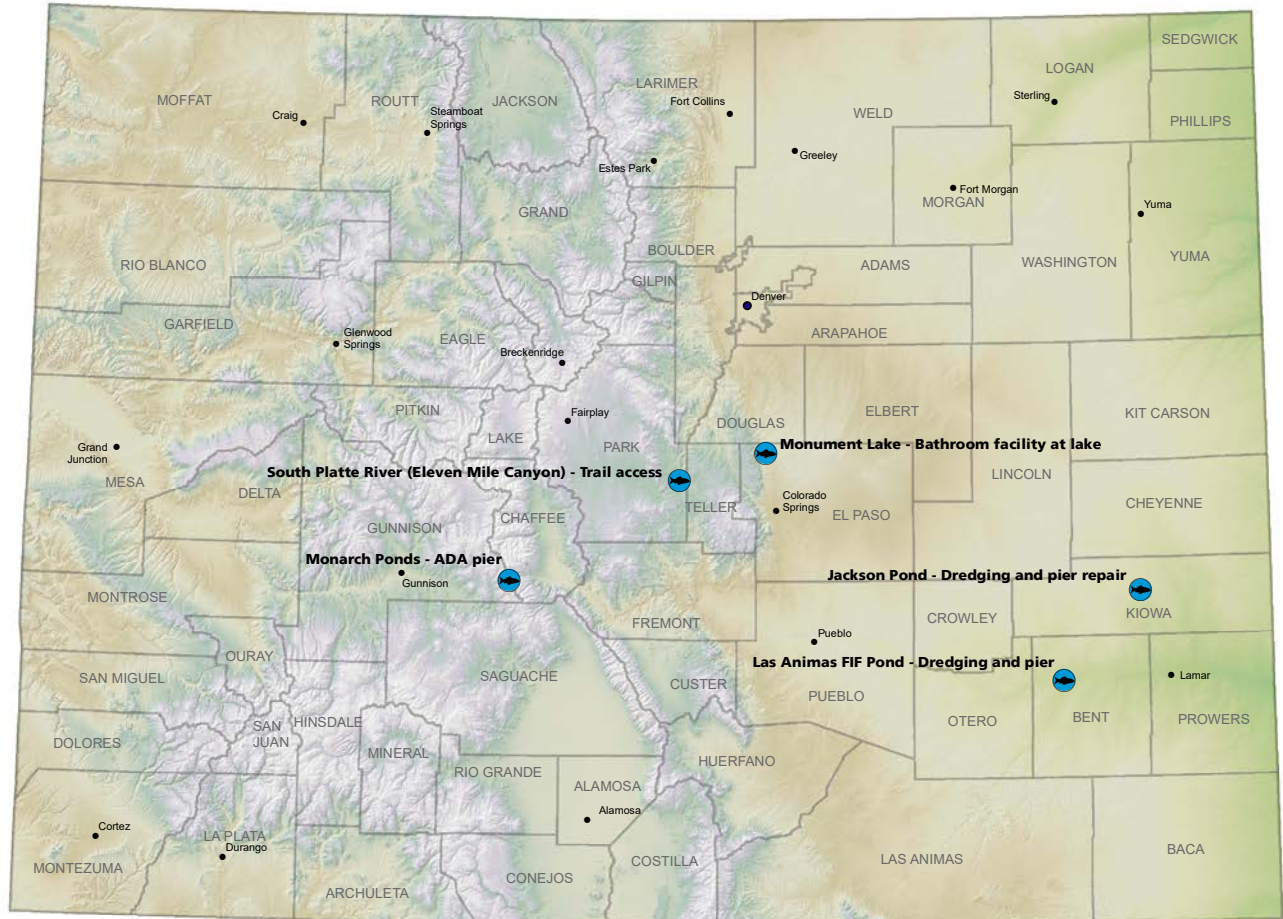 SEDGWICK
LOGAN
MOFFAT
ROUTT
JACKSON
LARIMER
Sterling
Fort Collins
Steamboat
Springs
Craig
WELD
PHILLIPS
Greeley
Estes Park
Fort Morgan
MORGAN
Yuma
GRAND
BOULDER
RIO BLANCO
ADAMS
WASHINGTON
YUMA
GILPIN
Denver
GARFIELD
Glenwood
Springs
EAGLE
ARAPAHOE
Breckenridge
PITKIN
Fairplay
DOUGLAS
ELBERT
KIT CARSON
LAKE
PARK
Monument Lake - Bathroom facility at lake
Grand
Junction
MESA
South Platte River (Eleven Mile Canyon) - Trail access
LINCOLN
DELTA
TELLER
Colorado
Springs
EL PASO
CHEYENNE
GUNNISON
CHAFFEE
Monarch Ponds - ADA pier
Gunnison
Jackson Pond - Dredging and pier repair
MONTROSE
KIOWA
FREMONT
CROWLEY
Pueblo
OURAY
Las Animas FIF Pond - Dredging and pier
SAN MIGUEL
SAGUACHE
CUSTER
PUEBLO
Lamar
BENT
PROWERS
OTERO
SAN
JUAN
HINSDALE
DOLORES
MINERAL
HUERFANO
RIO GRANDE
ALAMOSA
Alamosa
Cortez
LA PLATA
Durango
MONTEZUMA
COSTILLA
LAS ANIMAS
BACA
CONEJOS
ARCHULETA